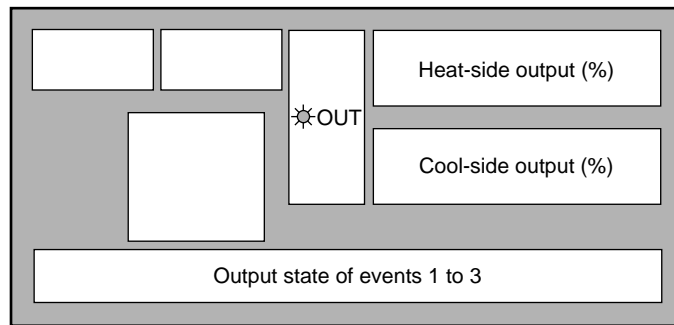 Heat-side output (%)
OUT
Cool-side output (%)
Output state of events 1 to 3